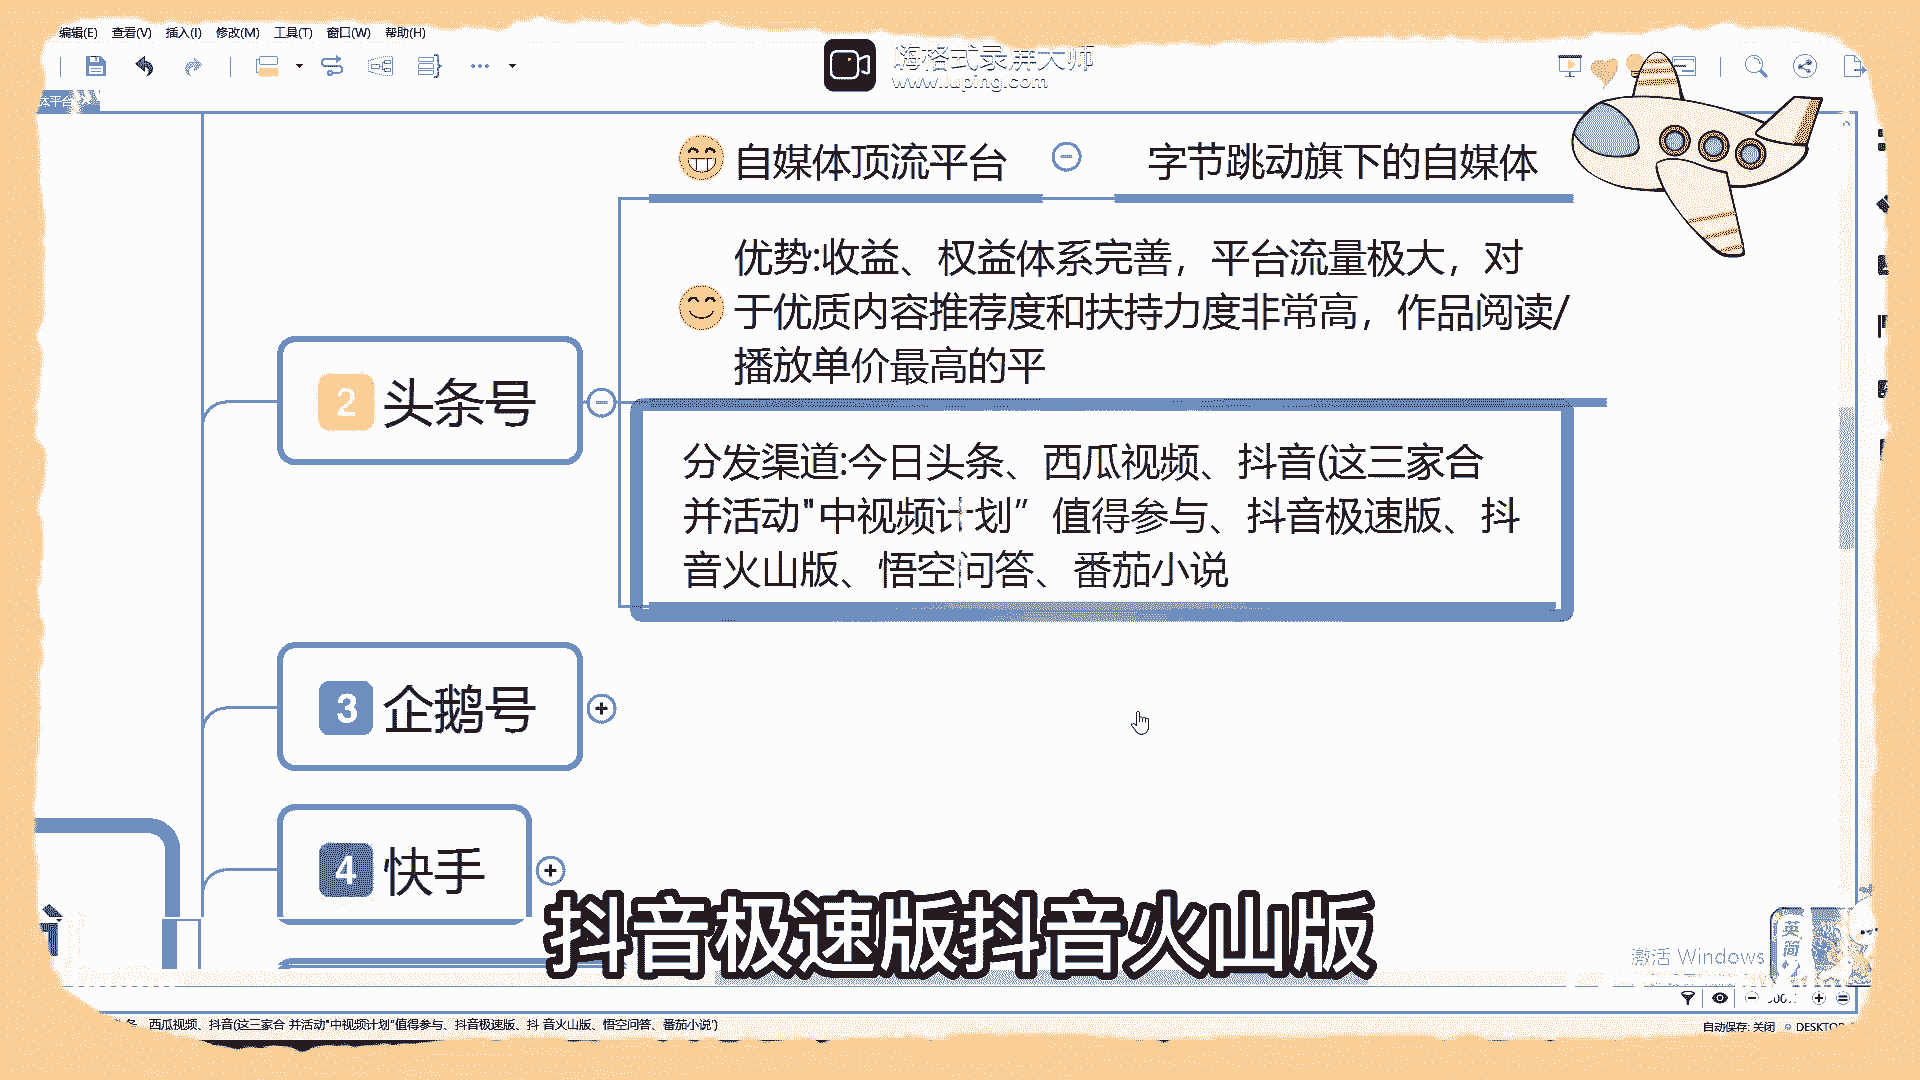 编辑(E) 查看(V) 插入(I) 修改(M) 工具(T) 窗口(W) 帮助(H)
嗨格式录屏大师
www.luping.com
体平台
自媒体顶流平台
字节跳动旗下的自媒体
优势:收益、权益体系完善，平台流量极大，对
于优质内容推荐度和扶持力度非常高，作品阅读/
播放单价最高的平
2 头条号
分发渠道:今日头条、西瓜视频、抖音(这三家合
并活动"中视频计划” 值得参与、抖音极速版、抖
音火山版、悟空问答、番茄小说
3 企鹅号
4 快手
抖音极速版抖音火山版
激活 Windows
英
简
西瓜视频、抖音(这三家合 并活动"中视频计划”值得参与、抖音极速版、抖 音火山版、悟空问答、番茄小说')
自动保存: 关闭